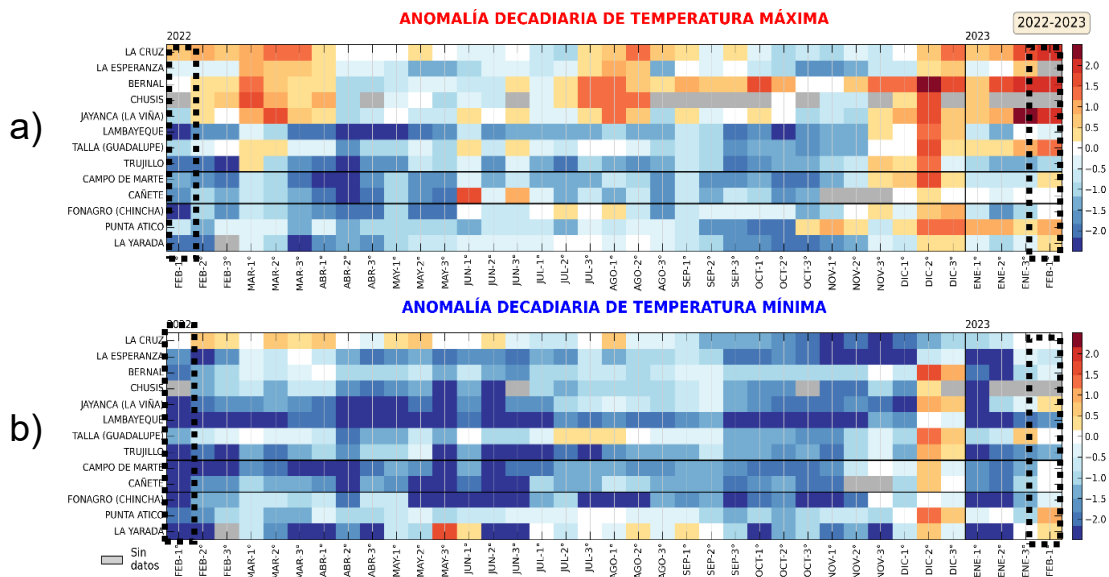 ANOMALÍA DECADIARIA DE TEMPERATURA MÁXIMA
2022-2023
2022
2023
a)
LA CRUZ
LA ESPERANZA
BERNAL
CHUSIS
JAYANCA (LA VIÑA)
LAMBAYEQUE
TALLA (GUADALUPE)
TRUJILLO
CAMPO DE MARTE
CAÑETE
FONAGRO (CHINCHA)
PUNTA ATICO
LA YARADA
2.0
1.5
1.0
0.5
0.0
-0.5
-1.0
-1.5
-2.0
FEB-1°
FEB-2°
FEB-3°
MAR-1°
MAR-2°
MAR-3°
ABR-1°
ABR-2°
ABR-3°
MAY-1°
MAY-2°
MAY-3°
JUN-1°
JUN-2°
JUN-3°
JUL-1°
JUL-2°
JUL-3°
AGO-1°
AGO-2°
AGO-3°
SEP-1°
SEP-2°
SEP-3°
OCT-1°
OCT-2°
OCT-3°
NOV-1°
NOV-2°
NOV-3°
DIC-1°
DIC-2°
DIC-3°
ENE-1°
ENE-2°
ENE-3°
FEB-1°
ANOMALÍA DECADIARIA DE TEMPERATURA MÍNIMA
2022
2023
b)
LA CRUZ
LA ESPERANZA
BERNAL
CHUSIS
JAYANCA (LA VIÑA)
LAMBAYEQUE
TALLA (GUADALUPE)
TRUJILLO
CAMPO DE MARTE
CAÑETE
FONAGRO (CHINCHA)
PUNTA ATICO
LA YARADA
2.0
1.5
1.0
0.5
0.0
-0.5
-1.0
-1.5
-2.0
Sin
datos
FEB-1°
FEB-2°
FEB-3°
MAR-1°
MAR-2°
MAR-3°
ABR-1°
ABR-2°
ABR-3°
MAY-1°
MAY-2°
MAY-3°
JUN-1°
JUN-2°
JUN-3°
JUL-1°
JUL-2°
JUL-3°
AGO-1°
AGO-2°
AGO-3°
SEP-1°
SEP-2°
SEP-3°
OCT-1°
OCT-2°
OCT-3°
NOV-1°
NOV-2°
NOV-3°
DIC-1°
DIC-2°
DIC-3°
ENE-1°
ENE-2°
ENE-3°
FEB-1°